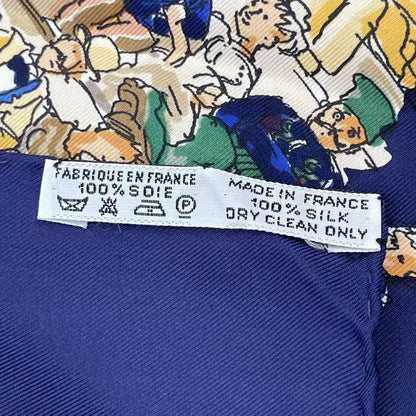 FABRIQUE EN FRANCE
100% SOIE
P
MADE IN FRANCE
100% SILK
DRY CLEAN ONLY